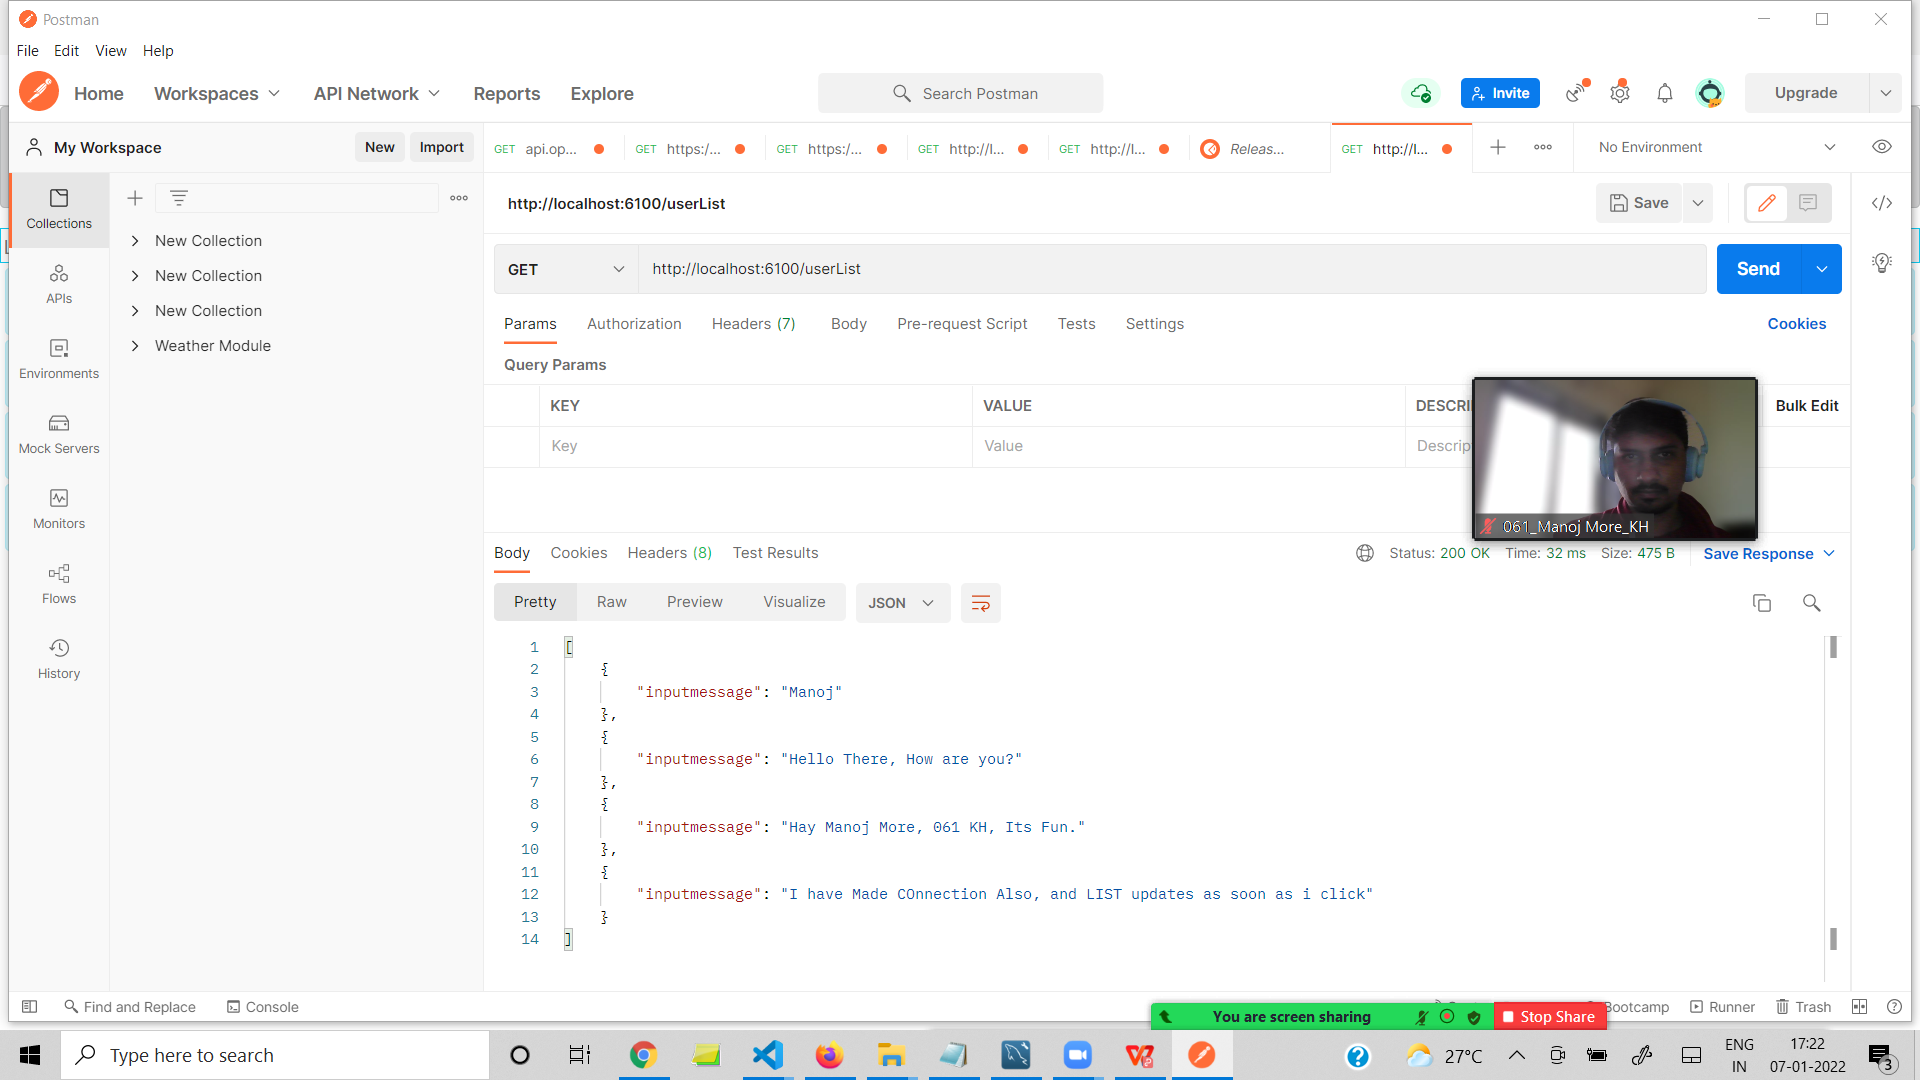 Postman
File Edit View Help
Home Workspaces API Network Reports Explore
Search Postman
Invite
Upgrade
My Workspace New Import
GET api.op... GET https:/... GET https:/... GET http://l... GET http://l... Releas... GET http://l...
No Environment
Collections
APIs
Environments
Mock Servers
Monitors
Flows
History
New Collection
New Collection
New Collection
Weather Module
http://localhost:6100/userList
Save
GET http://localhost:6100/userList
Send
Params Authorization Headers (7) Body Pre-request Script Tests Settings Cookies
Query Params
KEY VALUE DESCRI Bulk Edit
Key Value Descrip
061_Manoj More_KH
Body Cookies Headers (8) Test Results
Status: 200 OK Time: 32 ms Size: 475 B Save Response
Pretty Raw Preview Visualize JSON
1 [
2 {
3 "inputmessage": "Manoj"
4 },
5 {
6 "inputmessage": "Hello There, How are you?"
7 },
8 {
9 "inputmessage": "Hay Manoj More, 061 KH, Its Fun."
10 },
11 {
12 "inputmessage": "I have Made COnnection Also, and LIST updates as soon as i click"
13 }
14 ]
Find and Replace Console
You are screen sharing Stop Share
Bootcamp Runner Trash
Type here to search
27°C
ENG
IN
17:22
07-01-2022
3